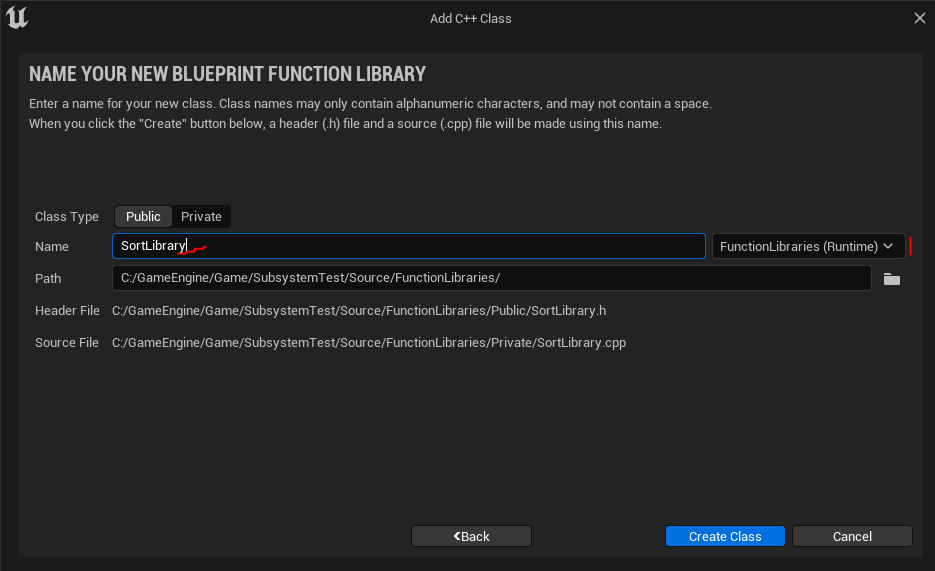 Add C++ Class
NAME YOUR NEW BLUEPRINT FUNCTION LIBRARY
Enter a name for your new class. Class names may only contain alphanumeric characters, and may not contain a space.
When you click the "Create" button below, a header (.h) file and a source (.cpp) file will be made using this name.
Class Type Public Private
Name SortLibrary FunctionLibraries (Runtime)
Path C:/GameEngine/Game/SubsystemTest/Source/FunctionLibraries/
Header File C:/GameEngine/Game/SubsystemTest/Source/FunctionLibraries/Public/SortLibrary.h
Source File C:/GameEngine/Game/SubsystemTest/Source/FunctionLibraries/Private/SortLibrary.cpp
Back Create Class Cancel